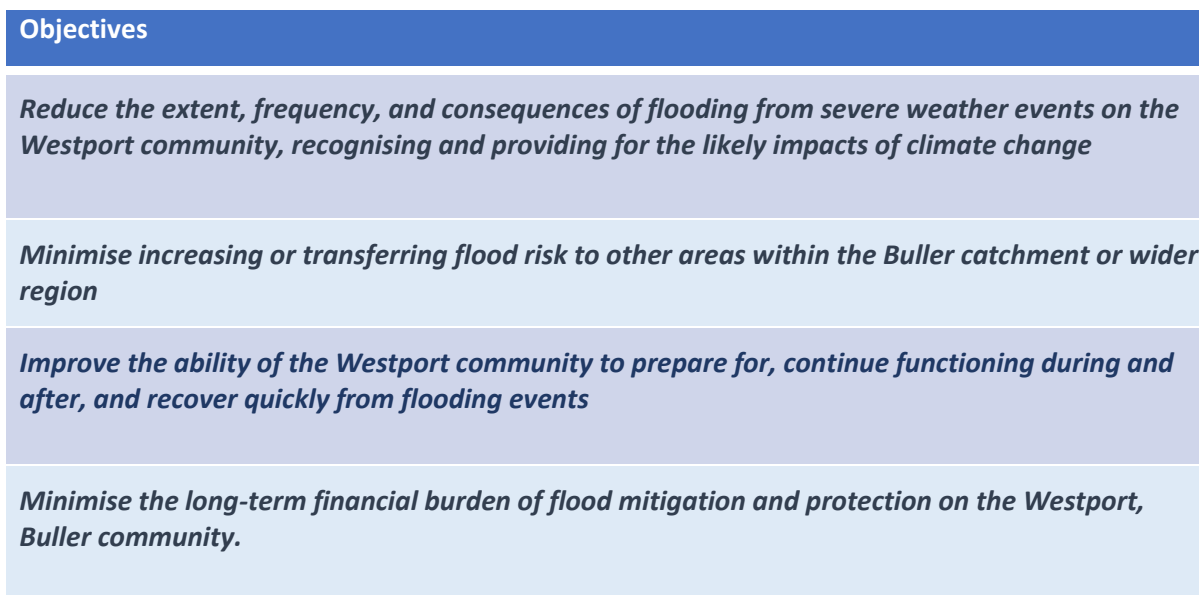 Objectives
Reduce the extent, frequency, and consequences of flooding from severe weather events on the
Westport community, recognising and providing for the likely impacts of climate change
Minimise increasing or transferring flood risk to other areas within the Buller catchment or wider
region
Improve the ability of the Westport community to prepare for, continue functioning during and
after, and recover quickly from flooding events
Minimise the long-term financial burden of flood mitigation and protection on the Westport,
Buller community.